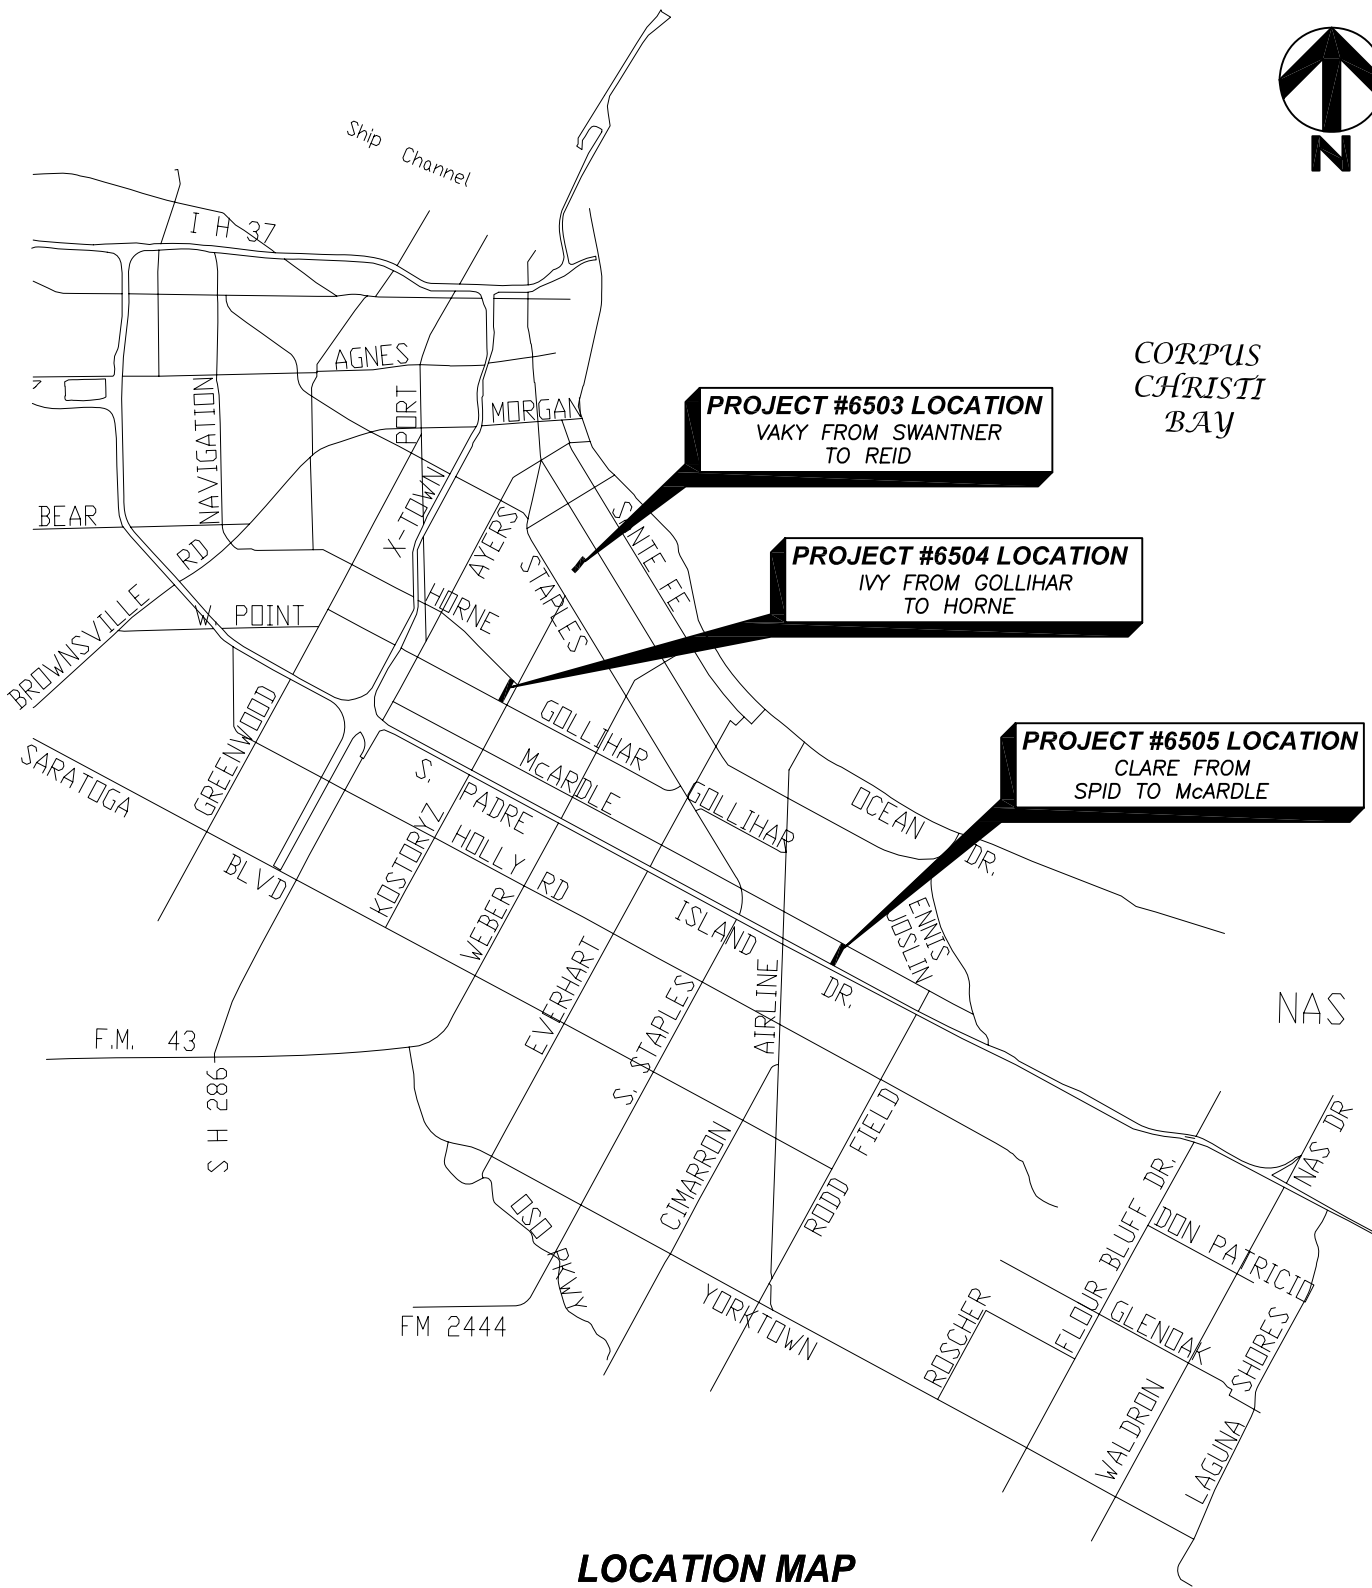 N
Ship Channel
I H 37
CORPUS
CHRISTI
BAY
AGNES
NAVIGATION
PORT
MORGAN
PROJECT #6503 LOCATION
VAKY FROM SWANTNER
TO REID
BEAR
X-TOWN
AYERS
STAPLES
SANTE FE
BROWNSVILLE RD
W POINT
HORNE
PROJECT #6504 LOCATION
IVY FROM GOLLIHAR
TO HORNE
GREENWOOD
GOLLIHAR
McARDLE
GOLLIHAR
SARATOGA BLVD
S. PADRE ISLAND DR.
KOSTORYZ
HOLLY RD
WEBER
OCEAN DR.
PROJECT #6505 LOCATION
CLARE FROM
SPID TO McARDLE
ENNIS
JOSLIN
EVERHART
S. STAPLES
AIRLINE
NAS
F.M. 43
S H 286
CIMARRON
RODD FIELD
FLOUR BLUFF DR.
NAS DR
DON PATRICIO
OSO PKWY
FM 2444
YORKTOWN
ROSCHER
GLENOAK
WALDRON
LAGUNA SHORES
LOCATION MAP